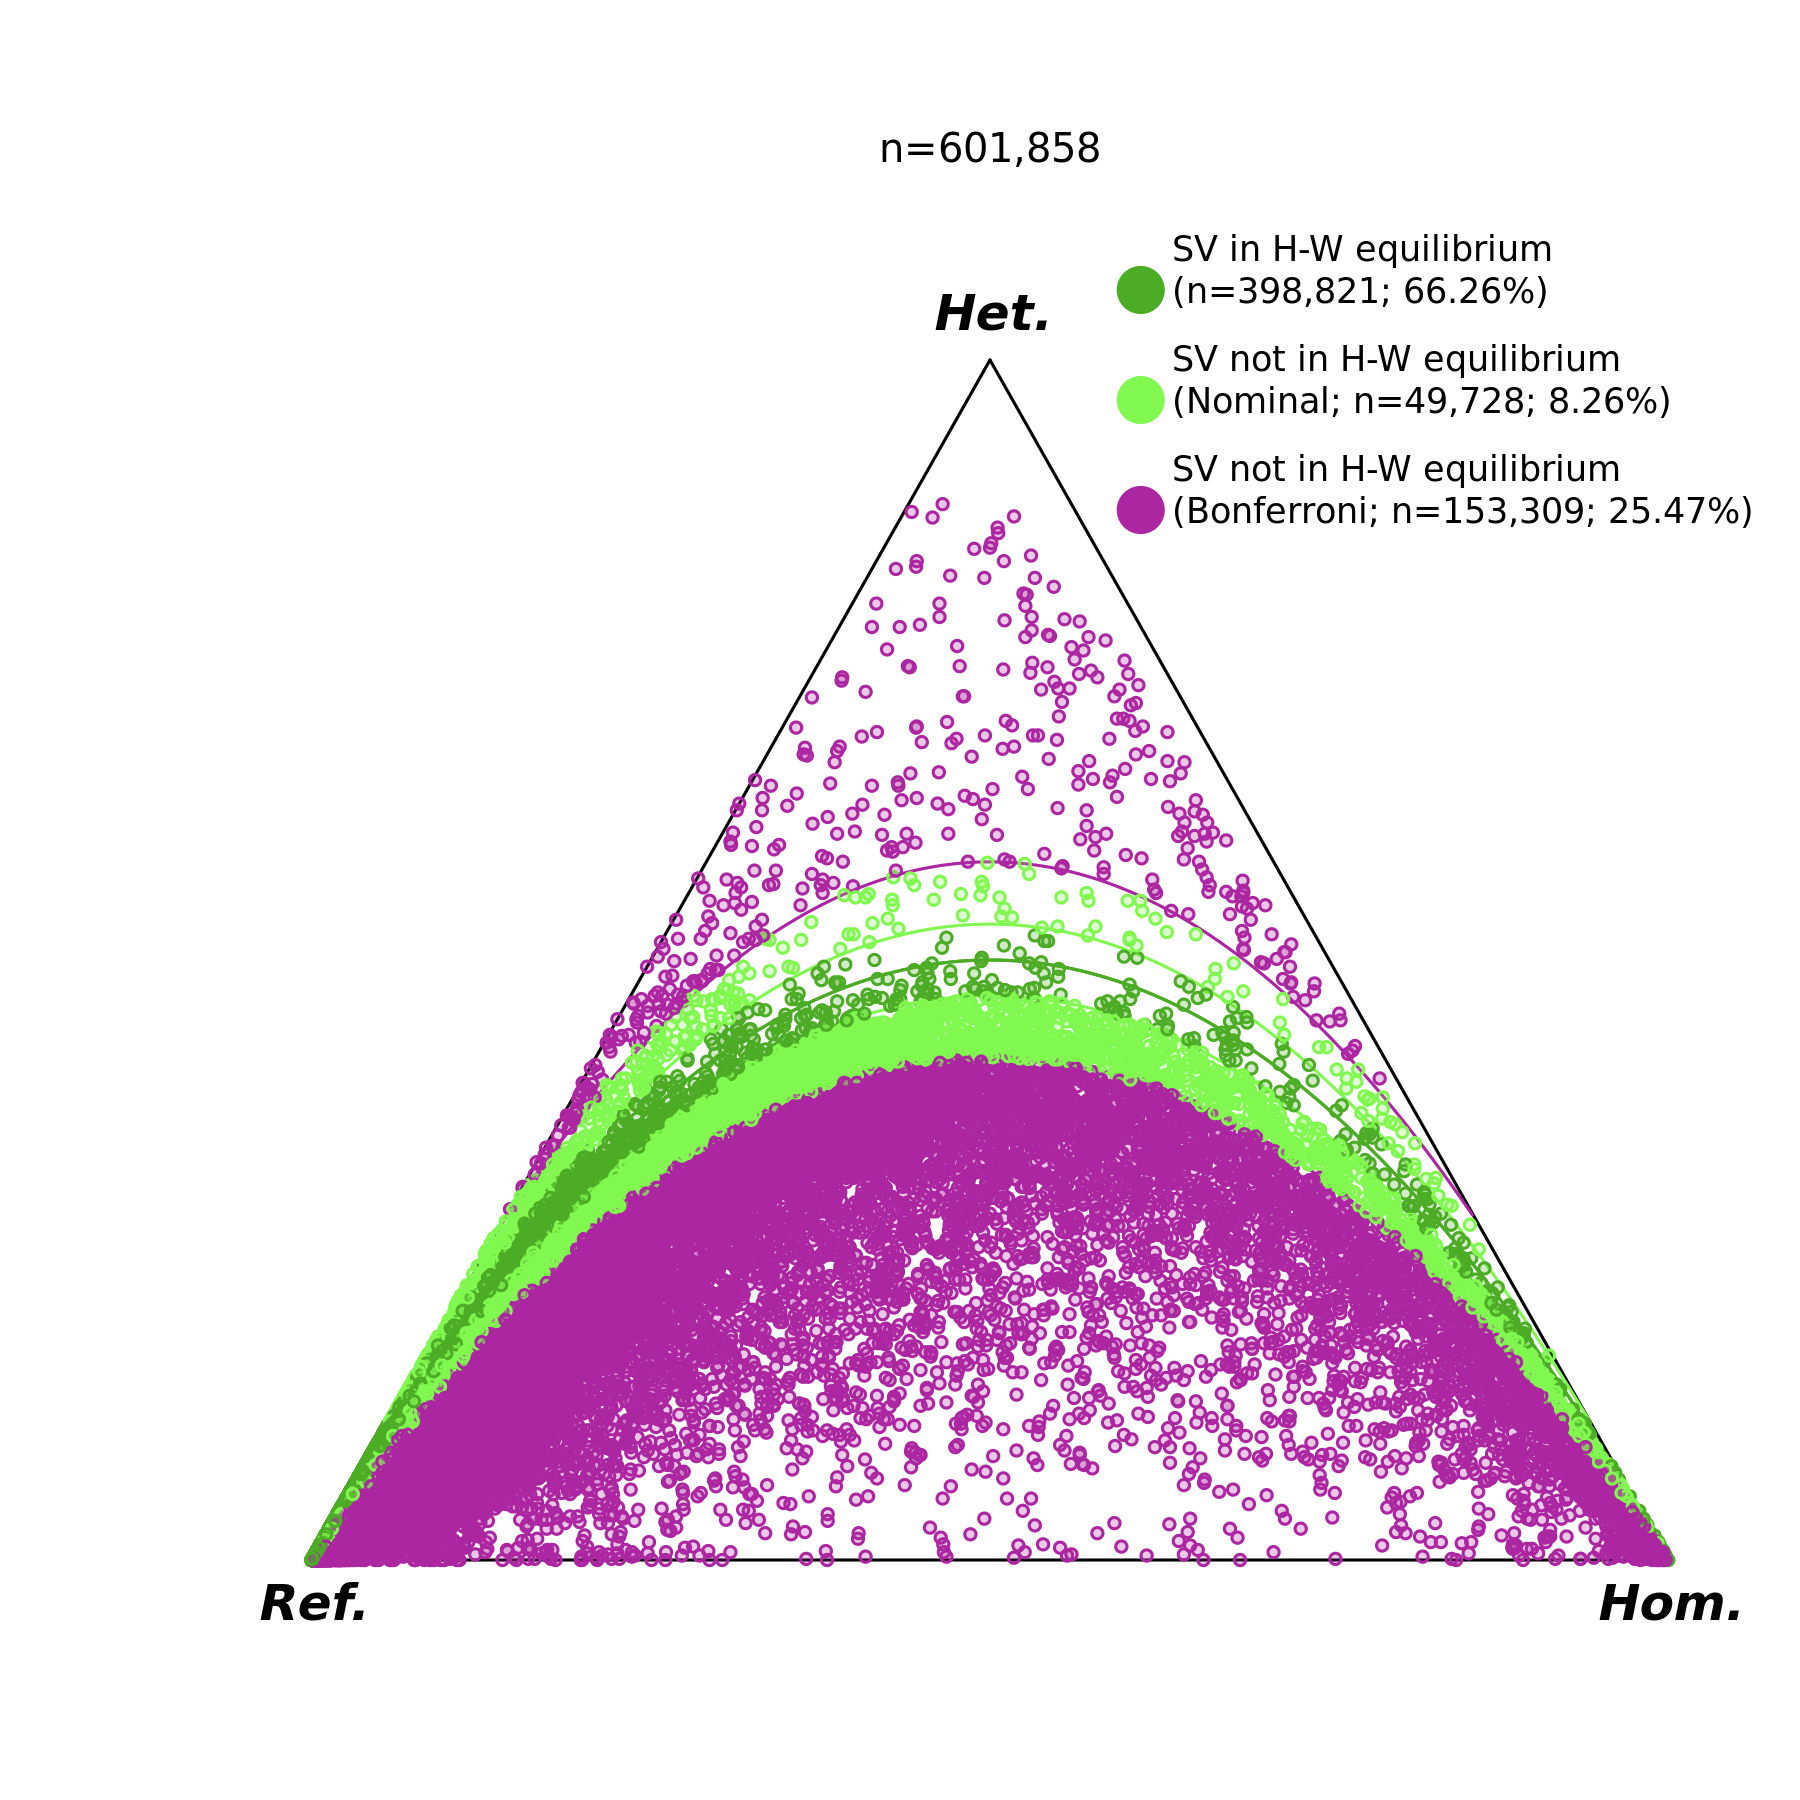 n=601,858
SV in H-W equilibrium
(n=398,821; 66.26%)
Het.
SV not in H-W equilibrium
(Nominal; n=49,728; 8.26%)
SV not in H-W equilibrium
(Bonferroni; n=153,309; 25.47%)
Ref.
Hom.